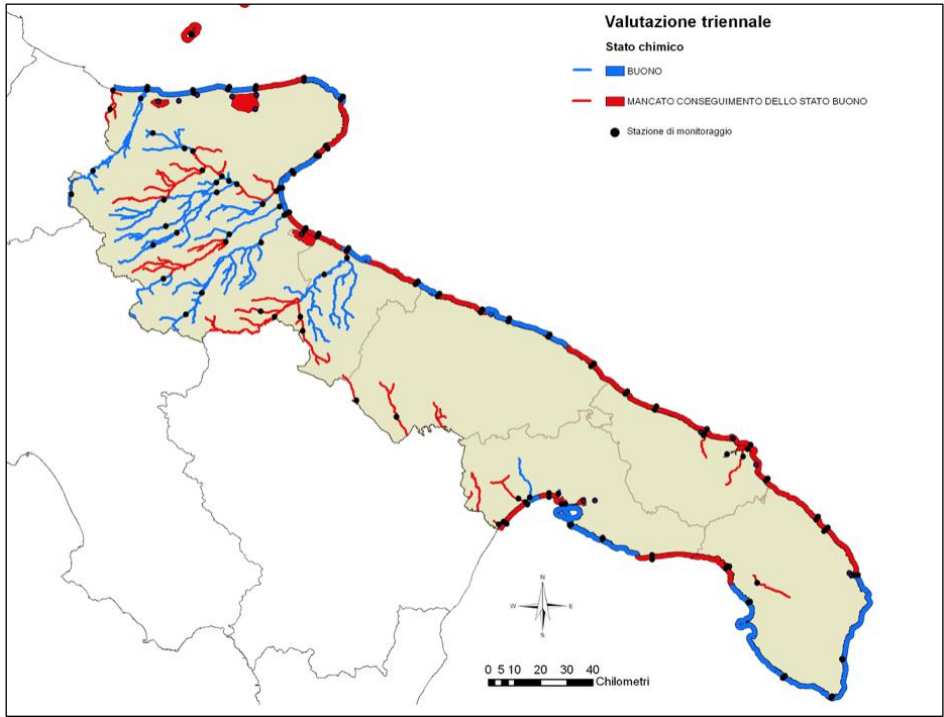 Valutazione triennale
Stato chimico
BUONO
MANCATO CONSEGUIMENTO DELLO STATO BUONO
Stazione di monitoraggio
N
W E
S
0 5 10 20 30 40
Chilometri